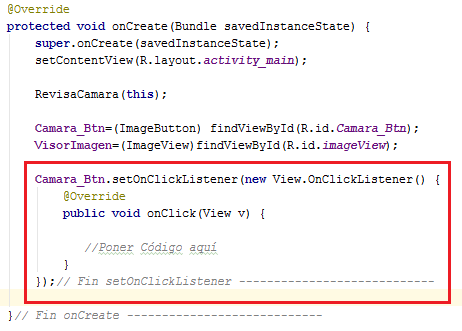 @Override
protected void onCreate(Bundle savedInstanceState) {
super.onCreate(savedInstanceState);
setContentView(R.layout.activity_main);
RevisaCamara(this);
Camara_Btn=(ImageButton) findViewById(R.id.Camara_Btn);
VisorImagen=(ImageView)findViewById(R.id.imageView);
Camara_Btn.setOnClickListener(new View.OnClickListener() {
@Override
public void onClick(View v) {
//Poner Código aquí
}
});// Fin setOnClickListener ----------------------------
}// Fin onCreate ----------------------------